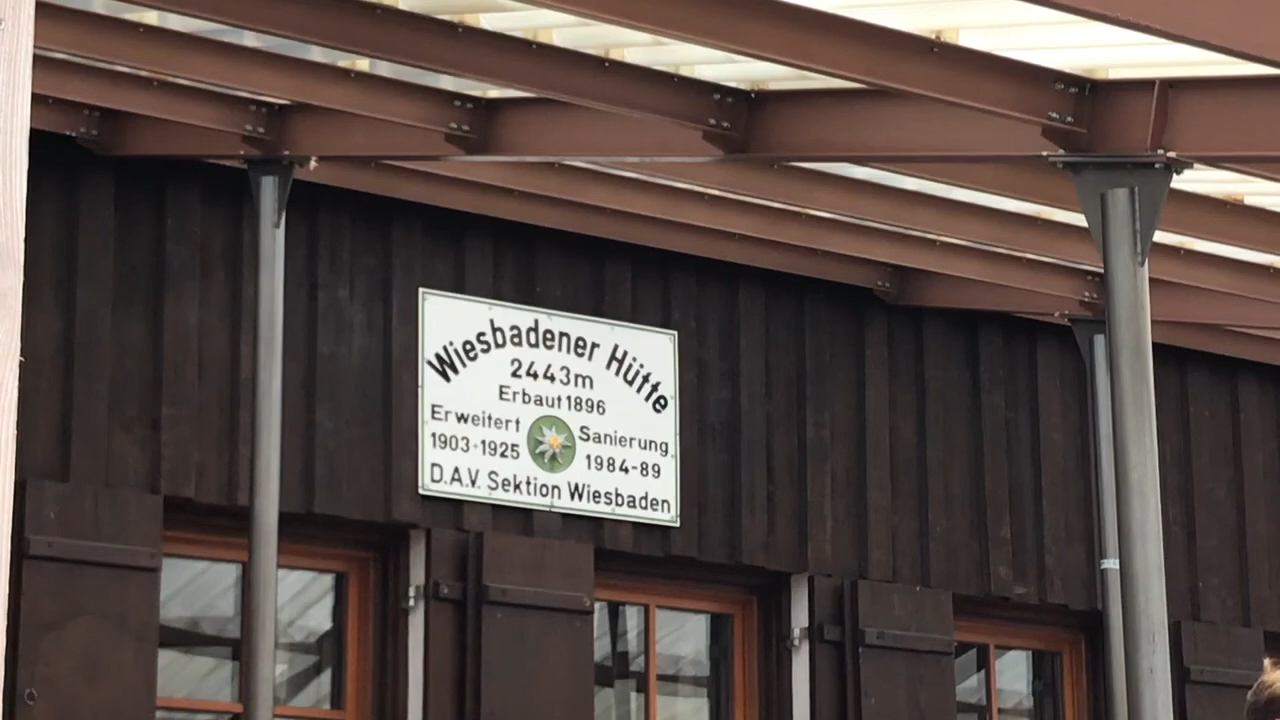 Wiesbadener Hütte
2443m
Erbaut 1896
Erweitert
1903+1925
Sanierung
1984-89
D.A.V. Sektion Wiesbaden